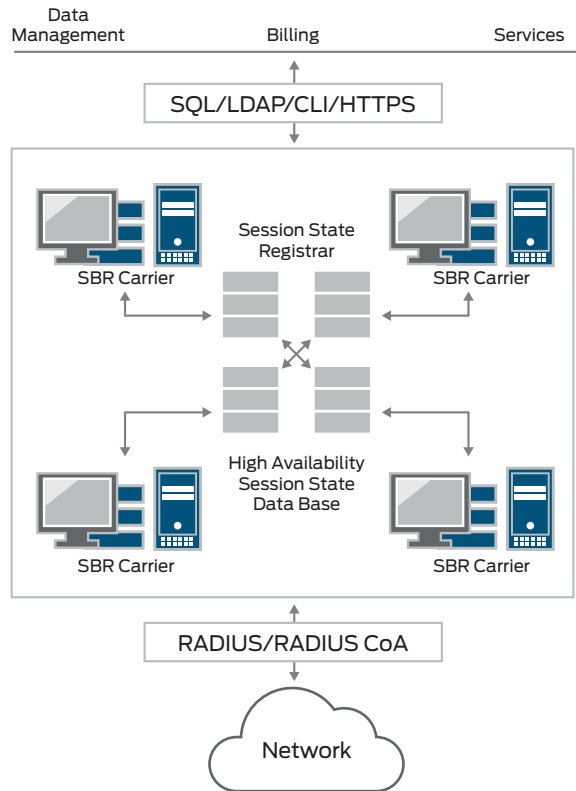 Data
Management
Billing
Services
SQL/LDAP/CLI/HTTPS
SBR Carrier
Session State
Registrar
SBR Carrier
SBR Carrier
High Availability
Session State
Data Base
SBR Carrier
RADIUS/RADIUS CoA
Network